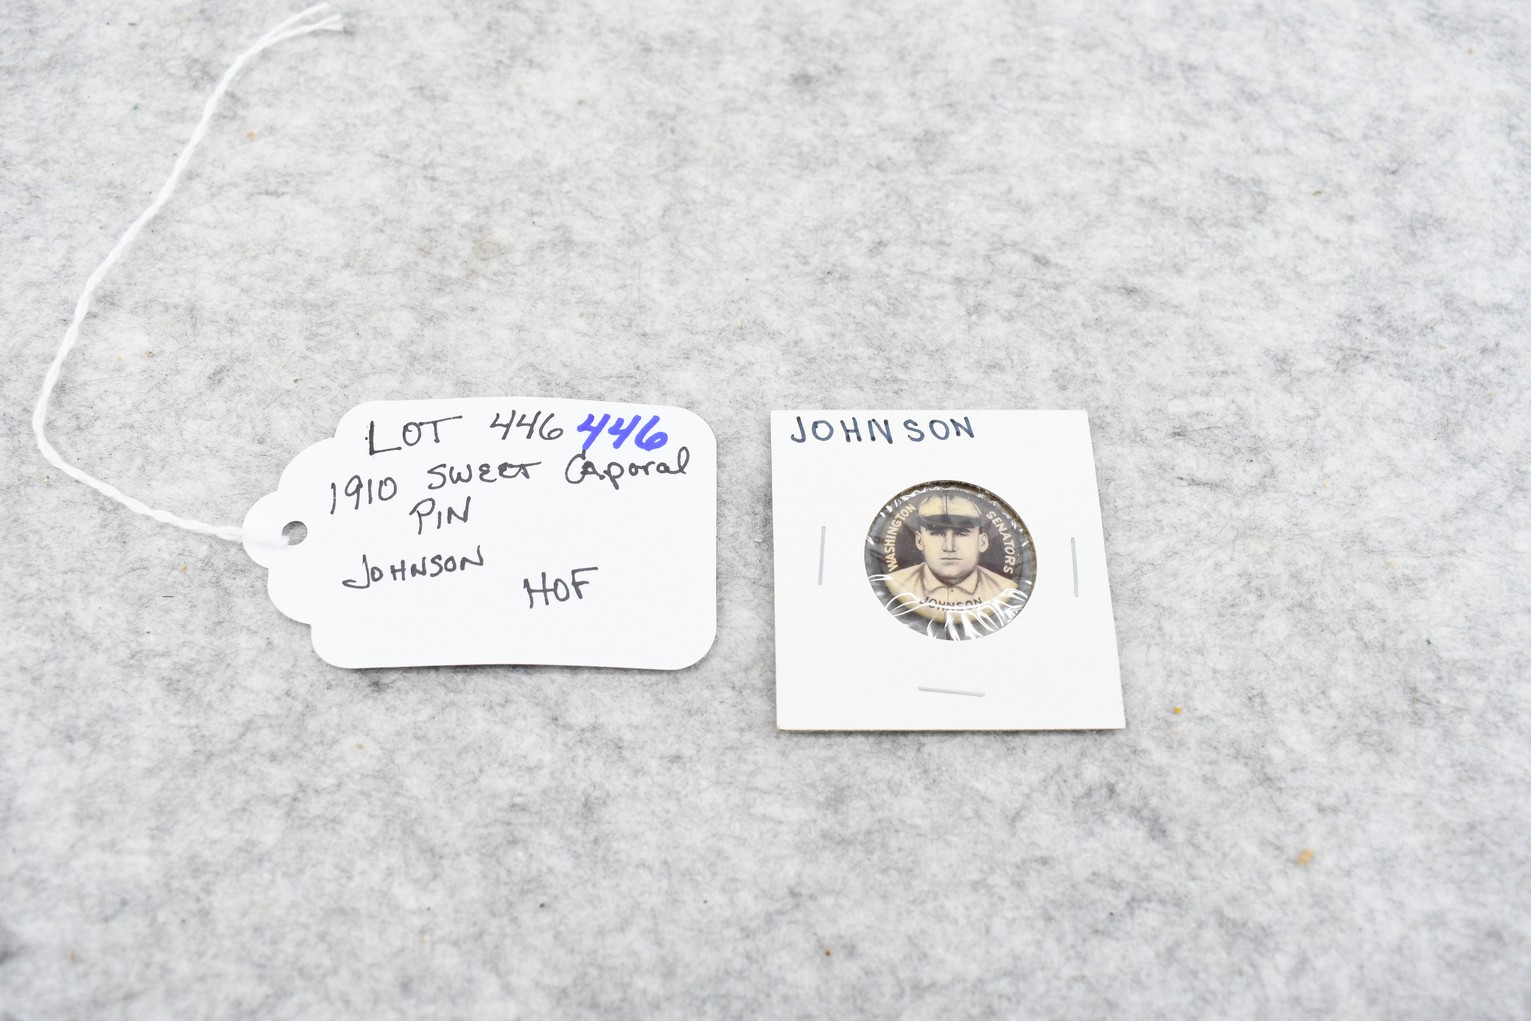 LOT 446 446
1910 SWEET Caporal
PIN
JOHNSON
HOF
JOHNSON
WASHINGTON
SENATORS
JOHNSON